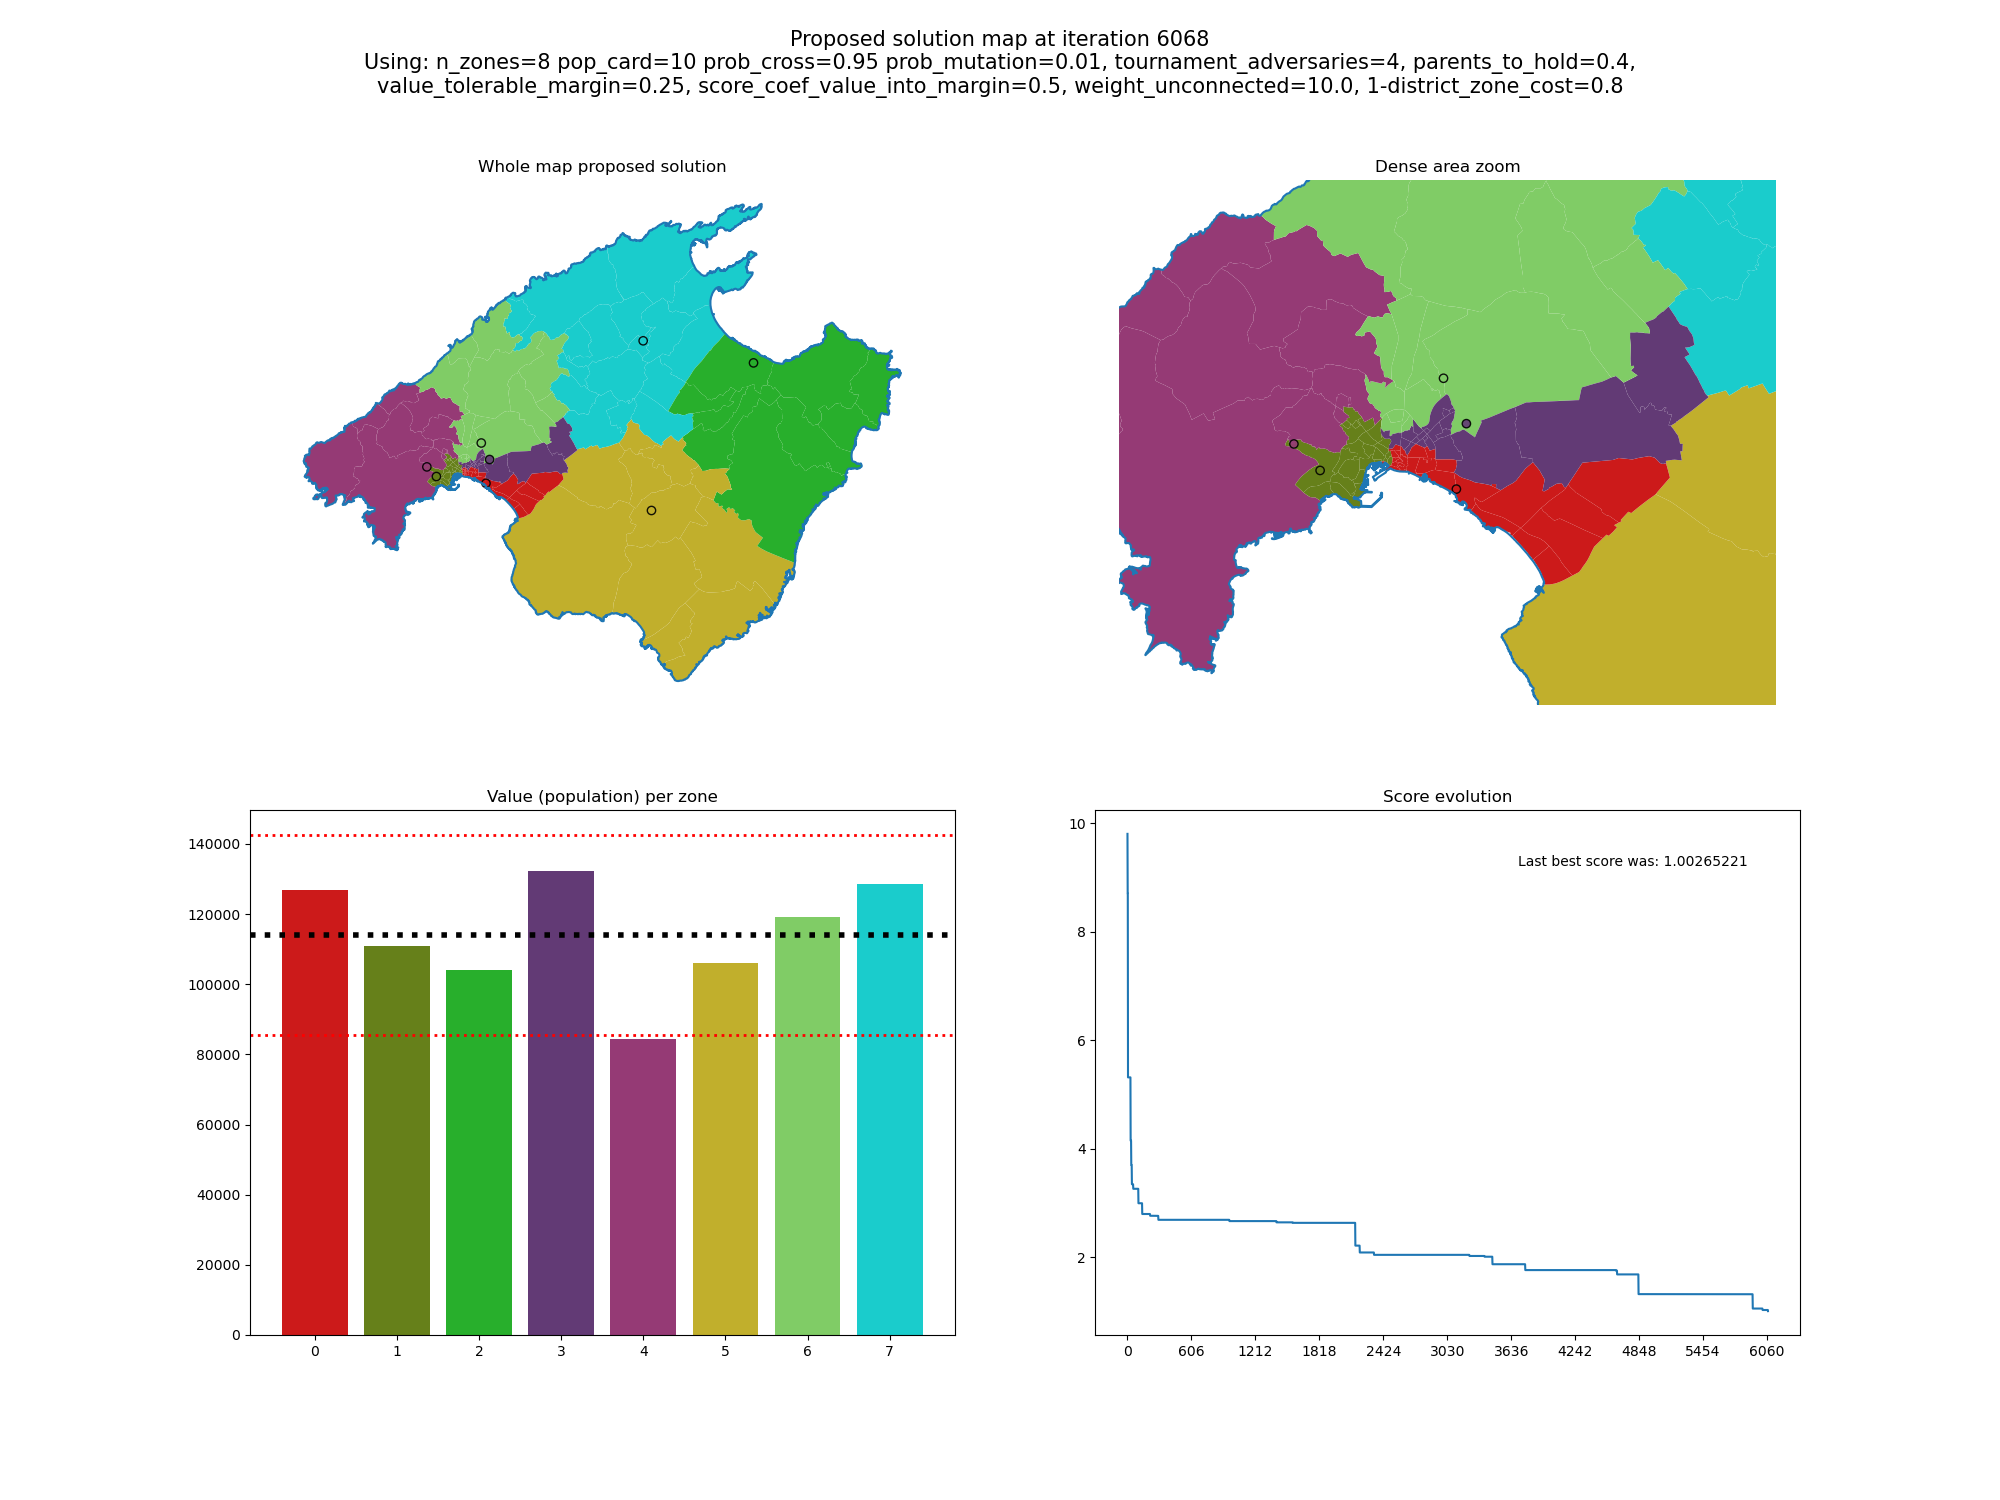 Proposed solution map at iteration 6068
Using: n_zones=8 pop_card=10 prob_cross=0.95 prob_mutation=0.01, tournament_adversaries=4, parents_to_hold=0.4,
value_tolerable_margin=0.25, score_coef_value_into_margin=0.5, weight_unconnected=10.0, 1-district_zone_cost=0.8
Whole map proposed solution
Dense area zoom
Value (population) per zone
140000
120000
100000
80000
60000
40000
20000
0
0 1 2 3 4 5 6 7
Score evolution
Last best score was: 1.00265221
10
8
6
4
2
0 606 1212 1818 2424 3030 3636 4242 4848 5454 6060